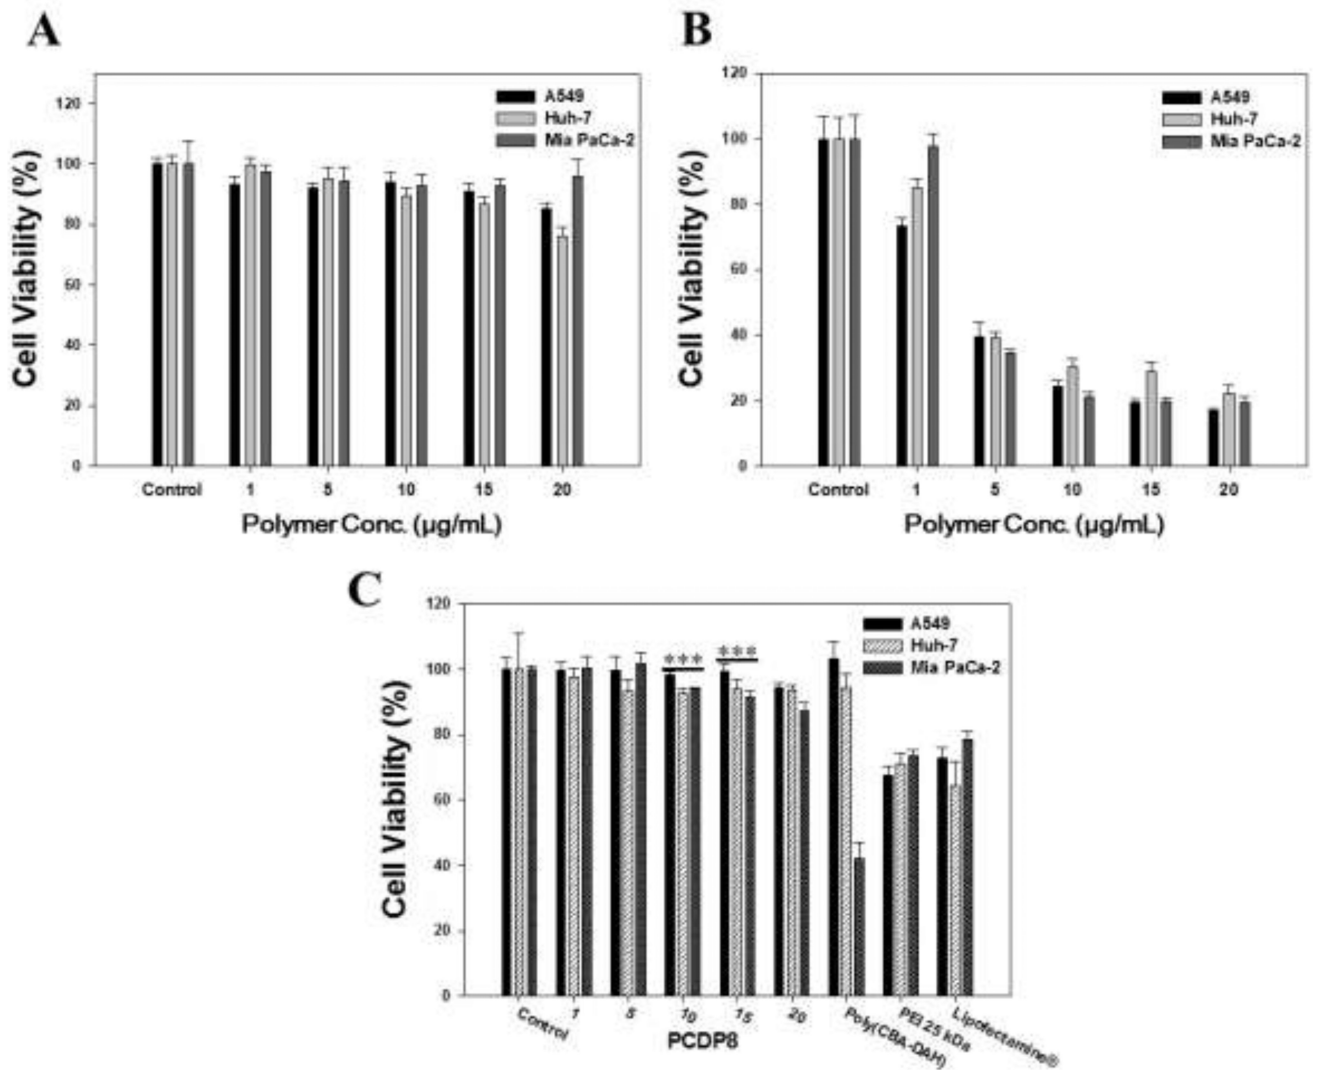 A
B
120
100
80
60
40
20
0
Cell Viability (%)
A549
Huh-7
Mia PaCa-2
Control 1 5 10 15 20
Polymer Conc. (µg/mL)
120
100
80
60
40
20
0
Cell Viability (%)
A549
Huh-7
Mia PaCa-2
Control 1 5 10 15 20
Polymer Conc. (µg/mL)
C
120
100
80
60
40
20
0
Cell Viability (%)
A549
Huh-7
Mia PaCa-2
*** ***
Control 1 5 10 15 20 Poly(CBA-DAH) PEI 25 kDa Lipofectamine®
PCDP8